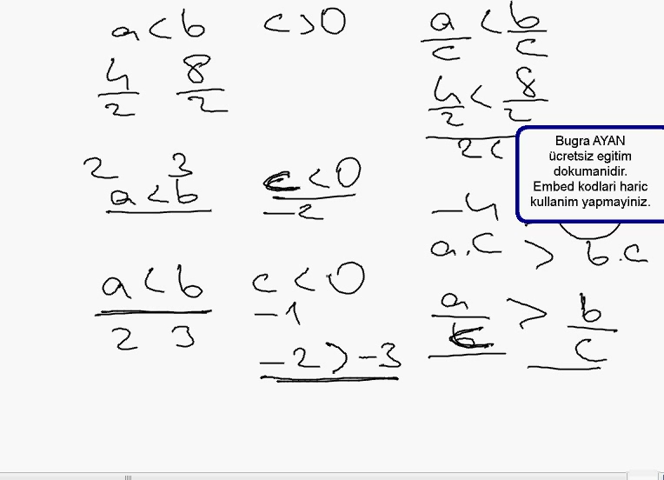 a < b c > 0 a/c < b/c
4/2 8/2 4/2 < 8/2
2 <
Bugra AYAN
ücretsiz egitim
dokumanidir.
Embed kodlari haric
kullanim yapmayiniz.
2 3
a < b c < 0
-2 -4
a.c > b.c
a < b c < 0
-1
2 3
-2 > -3
a/c > b/c